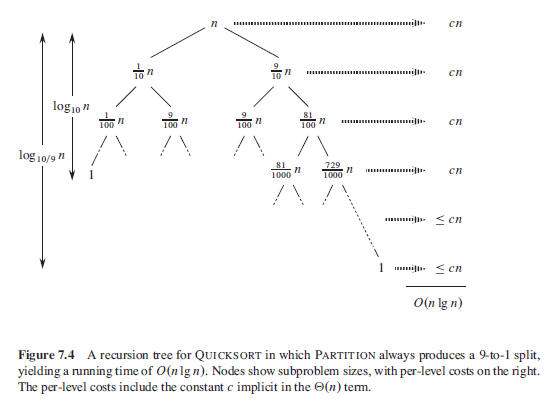 n cn
1/10 n 9/10 n cn
log10 n
1/100 n 9/100 n 9/100 n 81/100 n cn
log10/9 n
1 81/1000 n 729/1000 n cn
≤ cn
1 ≤ cn
O(n lg n)
Figure 7.4 A recursion tree for QUICKSORT in which PARTITION always produces a 9-to-1 split,
yielding a running time of O(n lg n). Nodes show subproblem sizes, with per-level costs on the right.
The per-level costs include the constant c implicit in the Θ(n) term.